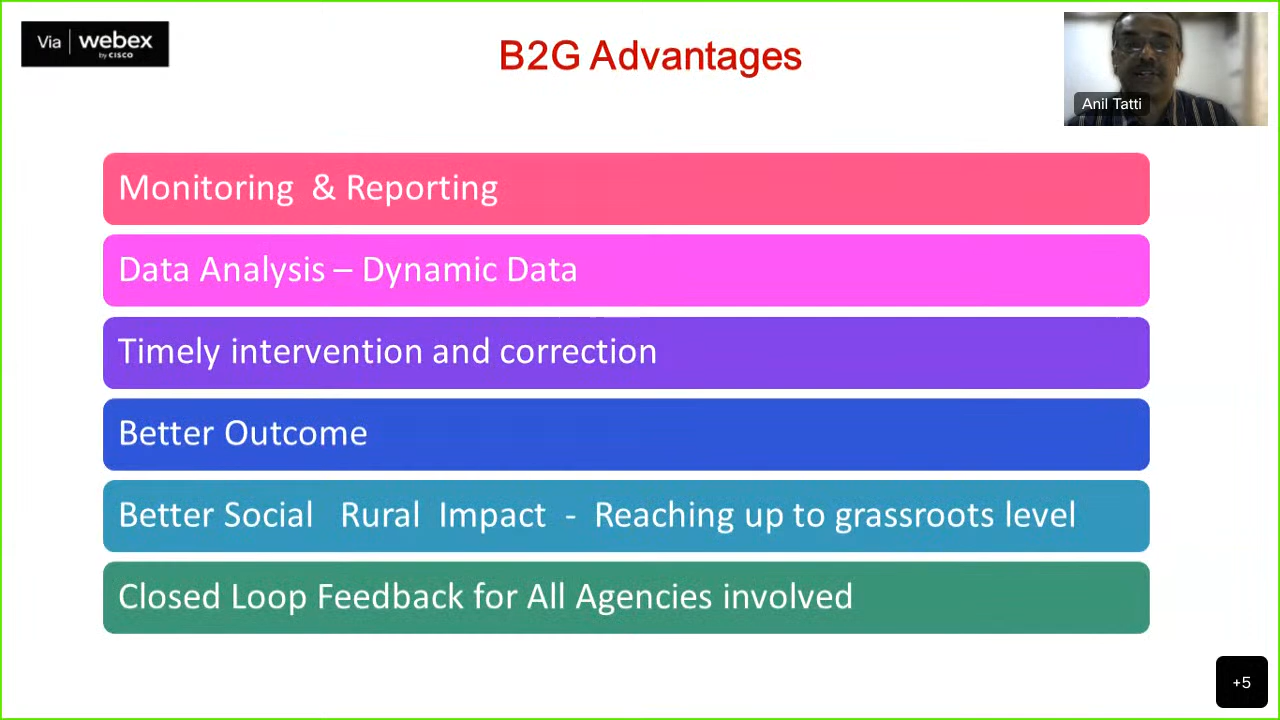 Via webex
by CISCO
B2G Advantages
Anil Tatti
Monitoring & Reporting
Data Analysis – Dynamic Data
Timely intervention and correction
Better Outcome
Better Social Rural Impact - Reaching up to grassroots level
Closed Loop Feedback for All Agencies involved
+5